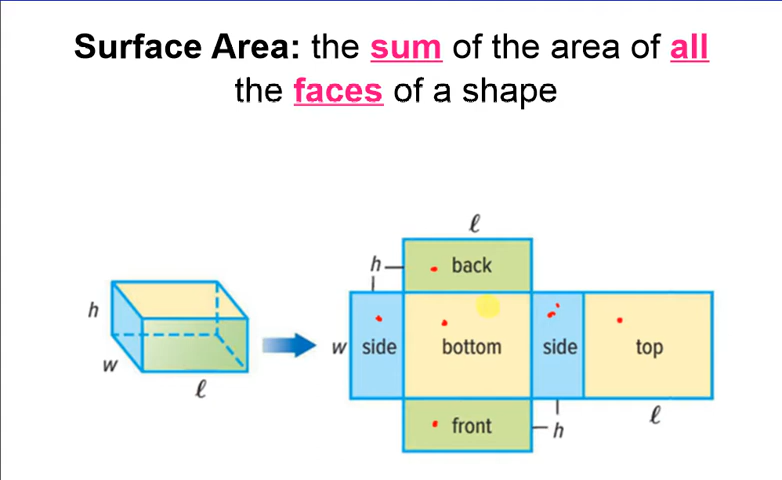 Surface Area: the sum of the area of all
the faces of a shape
ℓ
h
back
h
w
side
bottom
side
top
w
ℓ
front
h
ℓ